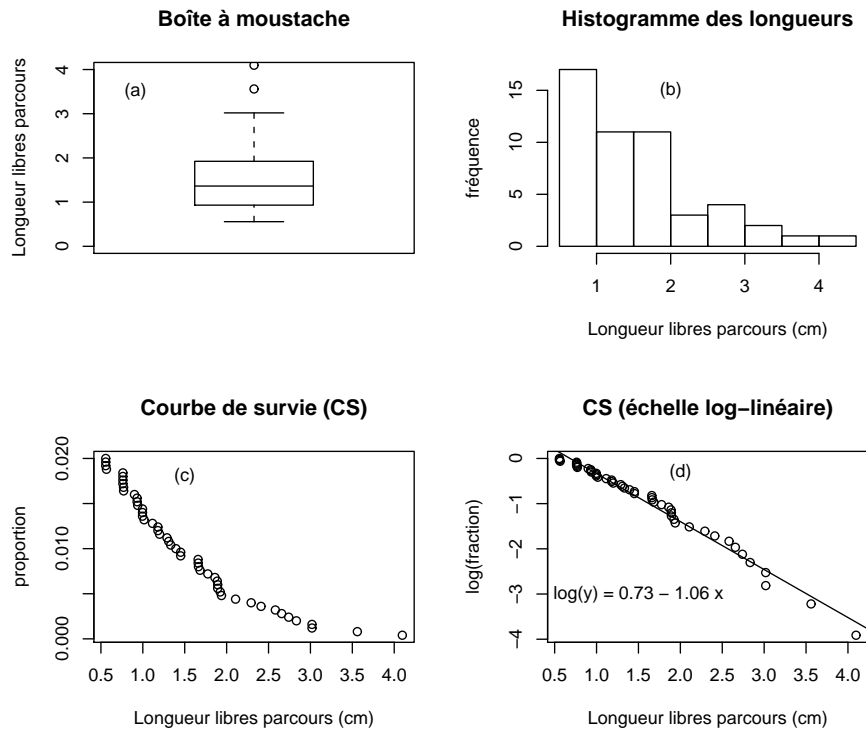 Boîte à moustache
Longueur libres parcours
0
1
2
3
4
(a)
Histogramme des longueurs
fréquence
0
5
10
15
(b)
1
2
3
4
Longueur libres parcours (cm)
Courbe de survie (CS)
proportion
0.000
0.010
0.020
(c)
0.5
1.0
1.5
2.0
2.5
3.0
3.5
4.0
Longueur libres parcours (cm)
CS (échelle log−linéaire)
log(fraction)
−4
−3
−2
−1
0
(d)
log(y) = 0.73 − 1.06 x
0.5
1.0
1.5
2.0
2.5
3.0
3.5
4.0
Longueur libres parcours (cm)